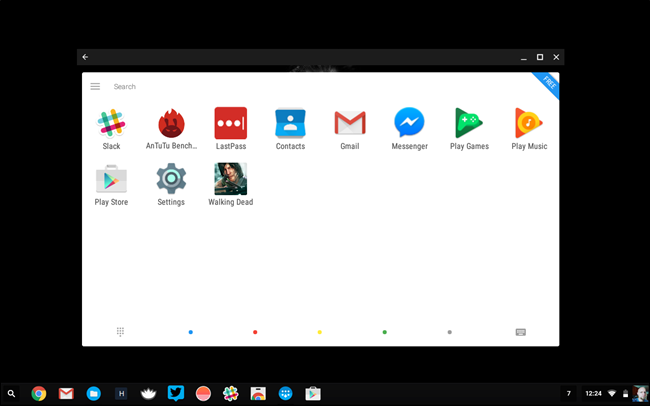 Search
FREE
Slack
AnTuTu Bench...
LastPass
Contacts
Gmail
Messenger
Play Games
Play Music
Play Store
Settings
Walking Dead
H
7
12:24